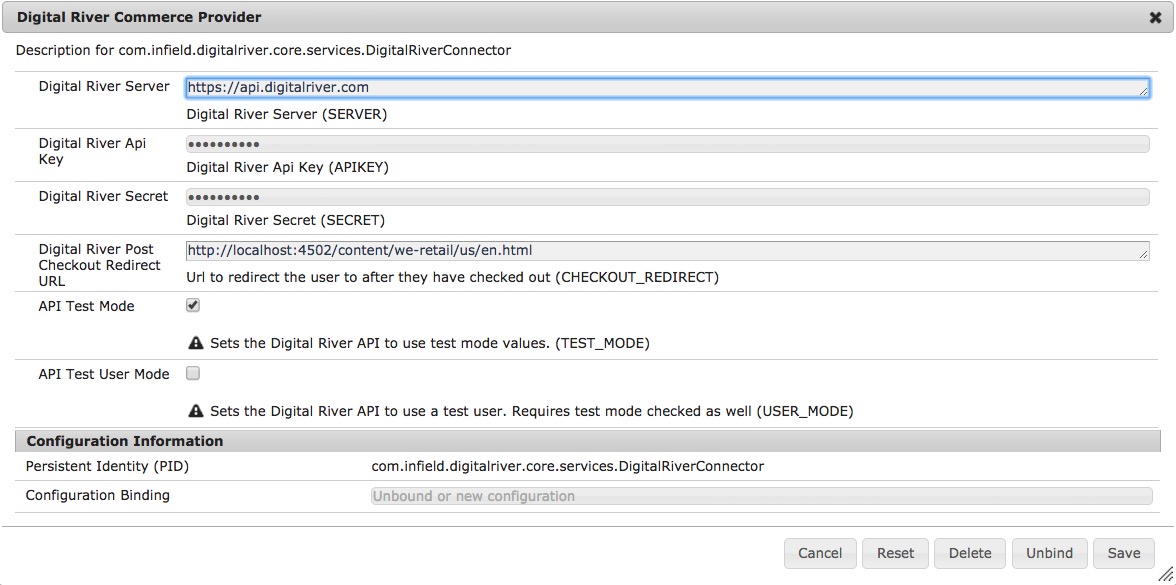 Digital River Commerce Provider
Description for com.infield.digitalriver.core.services.DigitalRiverConnector
Digital River Server
https://api.digitalriver.com
Digital River Server (SERVER)
Digital River Api
Key
••••••••••
Digital River Api Key (APIKEY)
Digital River Secret
••••••••••
Digital River Secret (SECRET)
Digital River Post
Checkout Redirect
URL
http://localhost:4502/content/we-retail/us/en.html
Url to redirect the user to after they have checked out (CHECKOUT_REDIRECT)
API Test Mode
Sets the Digital River API to use test mode values. (TEST_MODE)
API Test User Mode
Sets the Digital River API to use a test user. Requires test mode checked as well (USER_MODE)
Configuration Information
Persistent Identity (PID)
com.infield.digitalriver.core.services.DigitalRiverConnector
Configuration Binding
Unbound or new configuration
Cancel
Reset
Delete
Unbind
Save